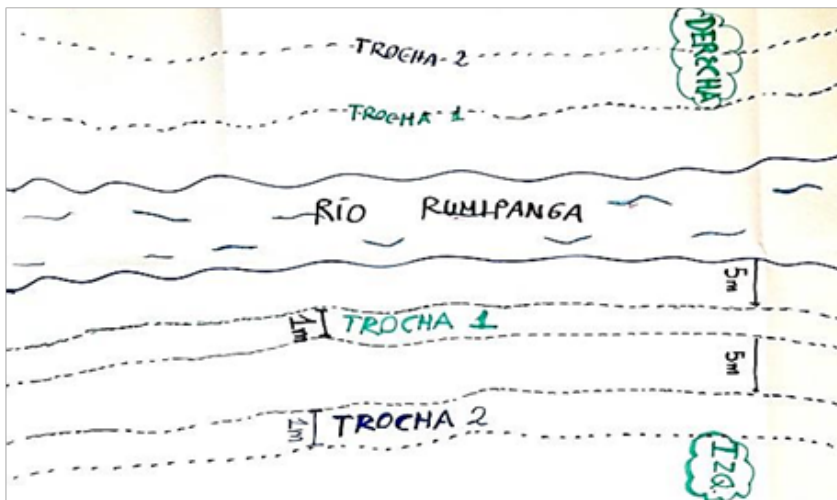 TROCHA-2
DERECHA
TROCHA 1
RÍO RUMIPANGA
5m
1m TROCHA 1
5m
1m TROCHA 2
IZQ.